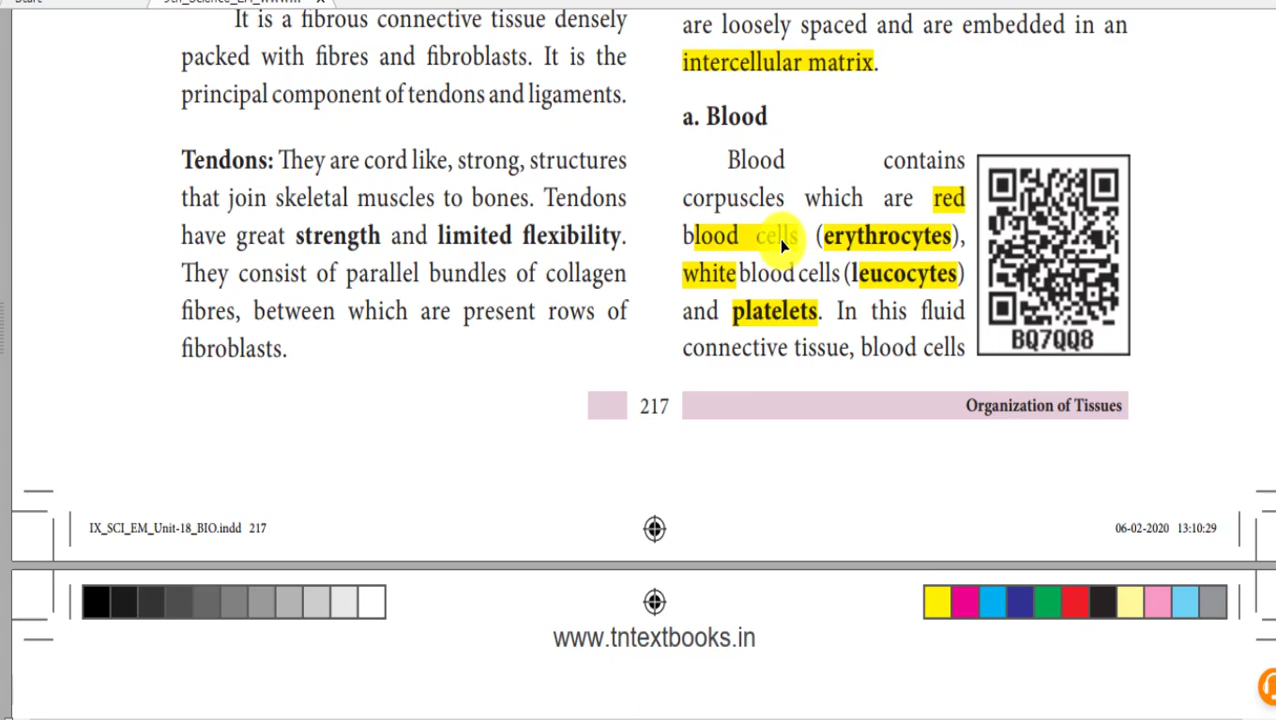 Start
It is a fibrous connective tissue densely
packed with fibres and fibroblasts. It is the
principal component of tendons and ligaments.
Tendons: They are cord like, strong, structures
that join skeletal muscles to bones. Tendons
have great strength and limited flexibility.
They consist of parallel bundles of collagen
fibres, between which are present rows of
fibroblasts.
are loosely spaced and are embedded in an
intercellular matrix.
a. Blood
Blood contains
corpuscles which are red
blood cells (erythrocytes),
white blood cells (leucocytes)
and platelets. In this fluid
connective tissue, blood cells
BQ7QQ8
217
Organization of Tissues
IX_SCI_EM_Unit-18_BIO.indd 217
06-02-2020 13:10:29
www.tntextbooks.in